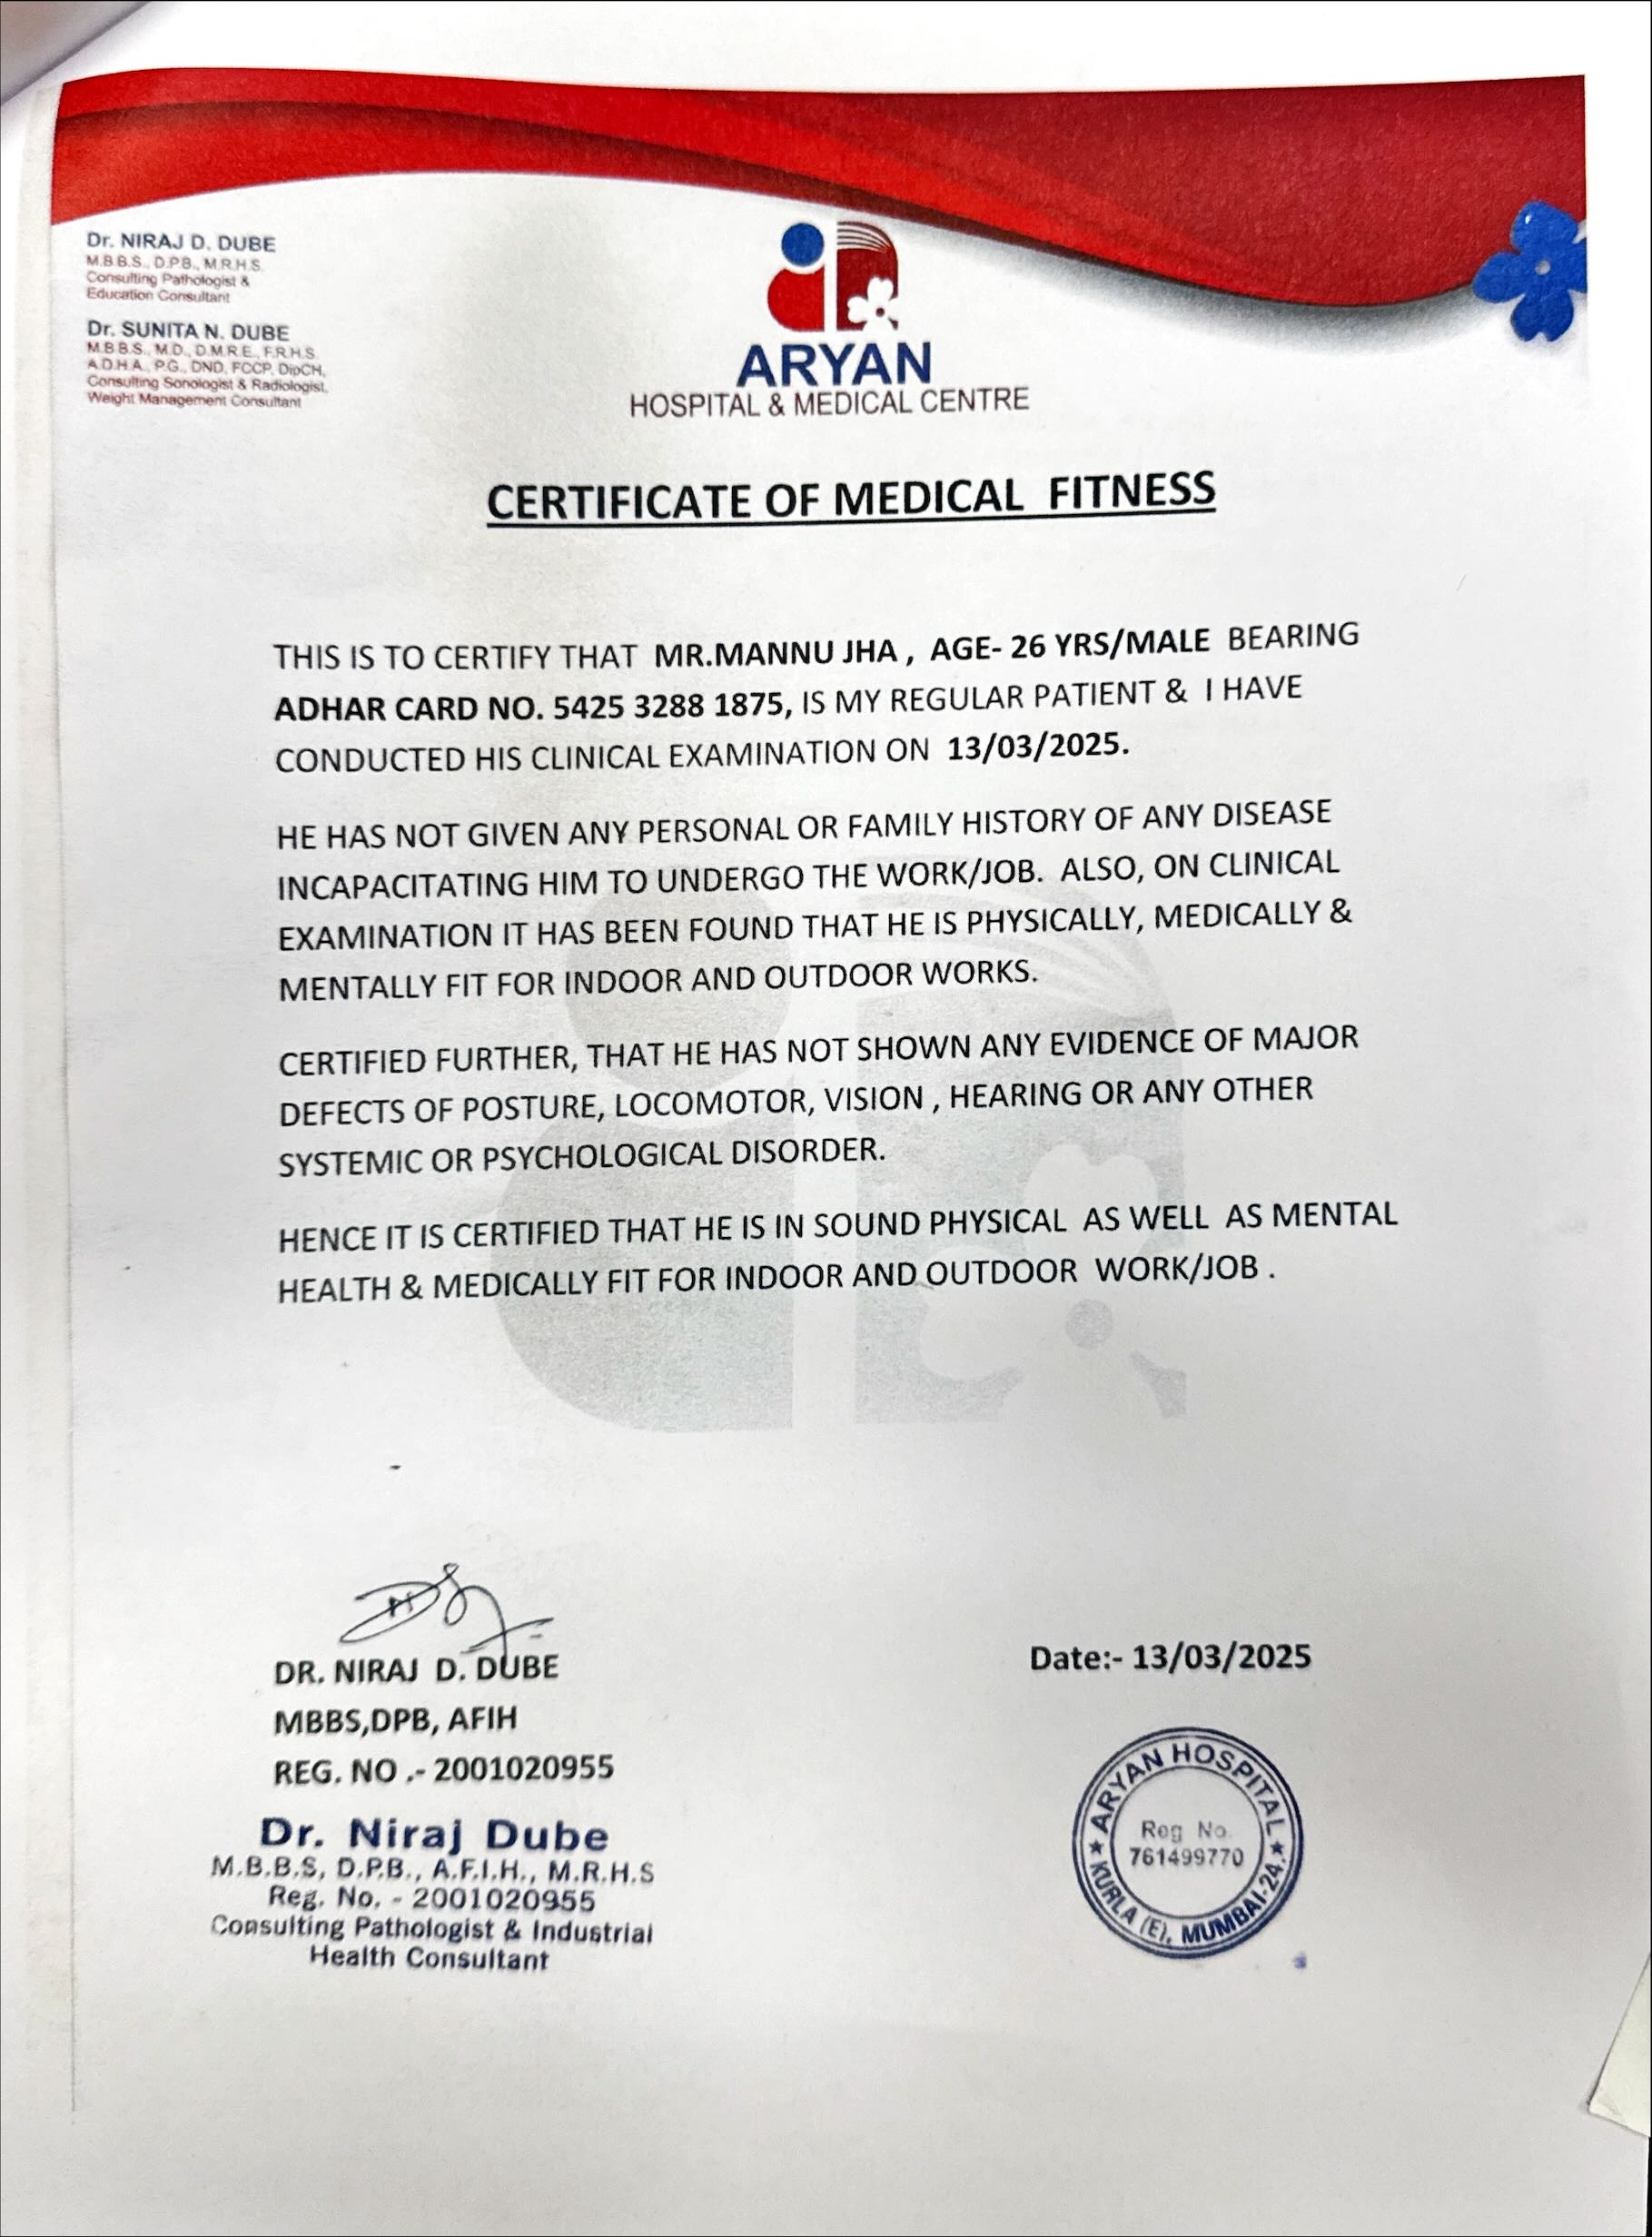 Dr. NIRAJ D. DUBE
M.B.B.S., D.P.B., M.R.H.S.
Consulting Pathologist &
Education Consultant
Dr. SUNITA N. DUBE
M.B.B.S., M.D., D.M.R.E., F.R.H.S.
A.D.H.A., P.G., DND, FCCP, DipCH,
Consulting Sonologist & Radiologist,
Weight Management Consultant
ARYAN
HOSPITAL & MEDICAL CENTRE
CERTIFICATE OF MEDICAL FITNESS
THIS IS TO CERTIFY THAT MR.MANNU JHA , AGE- 26 YRS/MALE BEARING
ADHAR CARD NO. 5425 3288 1875, IS MY REGULAR PATIENT & I HAVE
CONDUCTED HIS CLINICAL EXAMINATION ON 13/03/2025.
HE HAS NOT GIVEN ANY PERSONAL OR FAMILY HISTORY OF ANY DISEASE
INCAPACITATING HIM TO UNDERGO THE WORK/JOB. ALSO, ON CLINICAL
EXAMINATION IT HAS BEEN FOUND THAT HE IS PHYSICALLY, MEDICALLY &
MENTALLY FIT FOR INDOOR AND OUTDOOR WORKS.
CERTIFIED FURTHER, THAT HE HAS NOT SHOWN ANY EVIDENCE OF MAJOR
DEFECTS OF POSTURE, LOCOMOTOR, VISION , HEARING OR ANY OTHER
SYSTEMIC OR PSYCHOLOGICAL DISORDER.
HENCE IT IS CERTIFIED THAT HE IS IN SOUND PHYSICAL AS WELL AS MENTAL
HEALTH & MEDICALLY FIT FOR INDOOR AND OUTDOOR WORK/JOB .
DR. NIRAJ D. DUBE
MBBS,DPB, AFIH
REG. NO .- 2001020955
Dr. Niraj Dube
M.B.B.S, D.P.B., A.F.I.H., M.R.H.S
Reg. No. - 2001020955
Consulting Pathologist & Industrial
Health Consultant
Date:- 13/03/2025
ARYAN HOSPITAL
Reg No.
761499770
KURLA (E), MUMBAI-24.